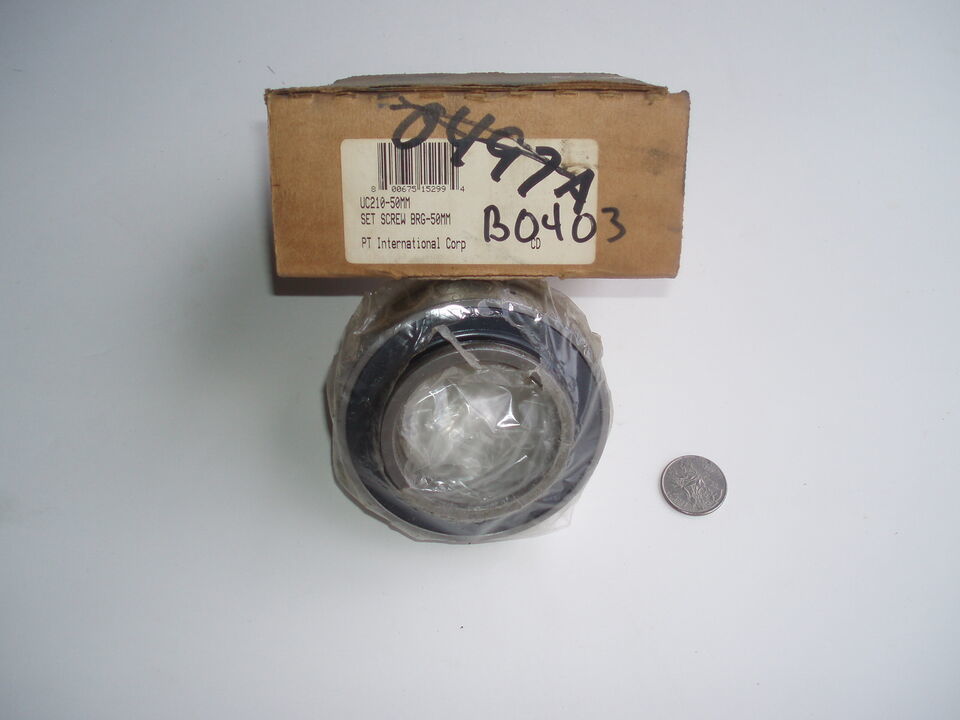 0497A
8 00675 15299 4
UC210-50MM
SET SCREW BRG-50MM
B0403
PT International Corp CD